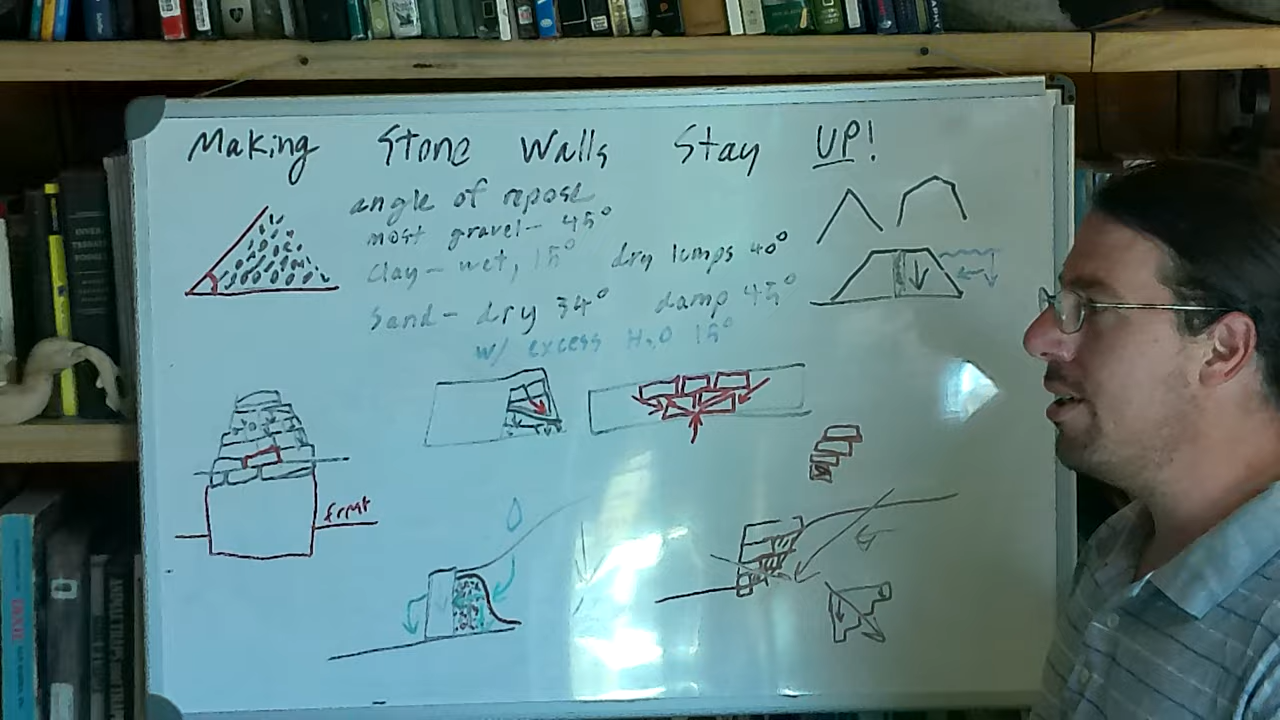 Making Stone Walls Stay UP!
angle of repose
most gravel- 45°
Clay- wet, 15° dry lumps 40°
Sand- dry 34° damp 45°
w/ excess H2O 15°
frost